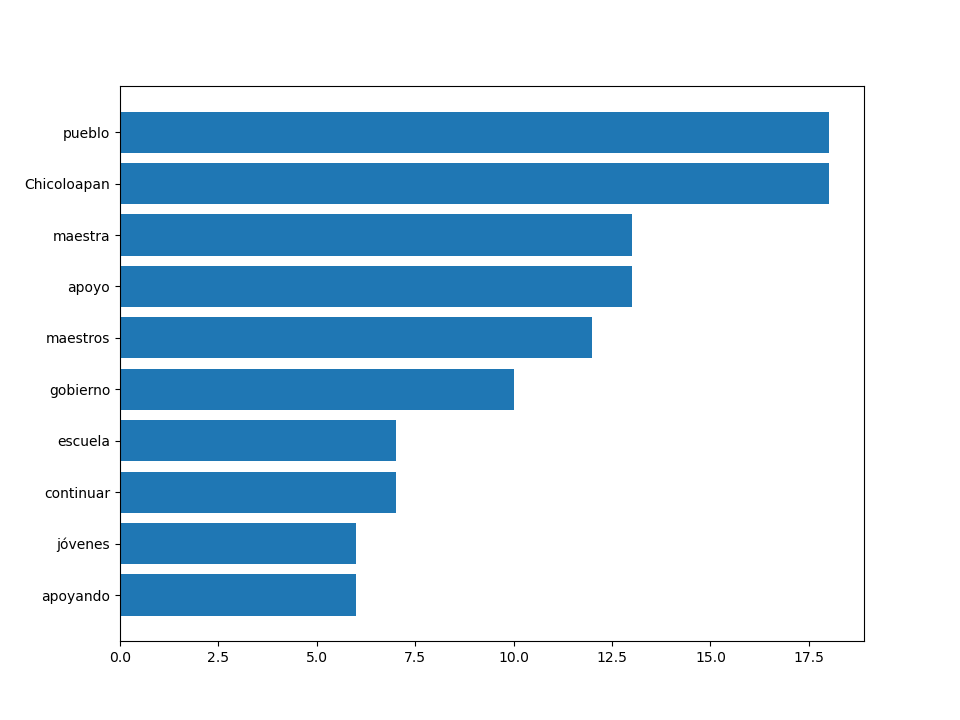 pueblo
Chicoloapan
maestra
apoyo
maestros
gobierno
escuela
continuar
jóvenes
apoyando
0.0 2.5 5.0 7.5 10.0 12.5 15.0 17.5